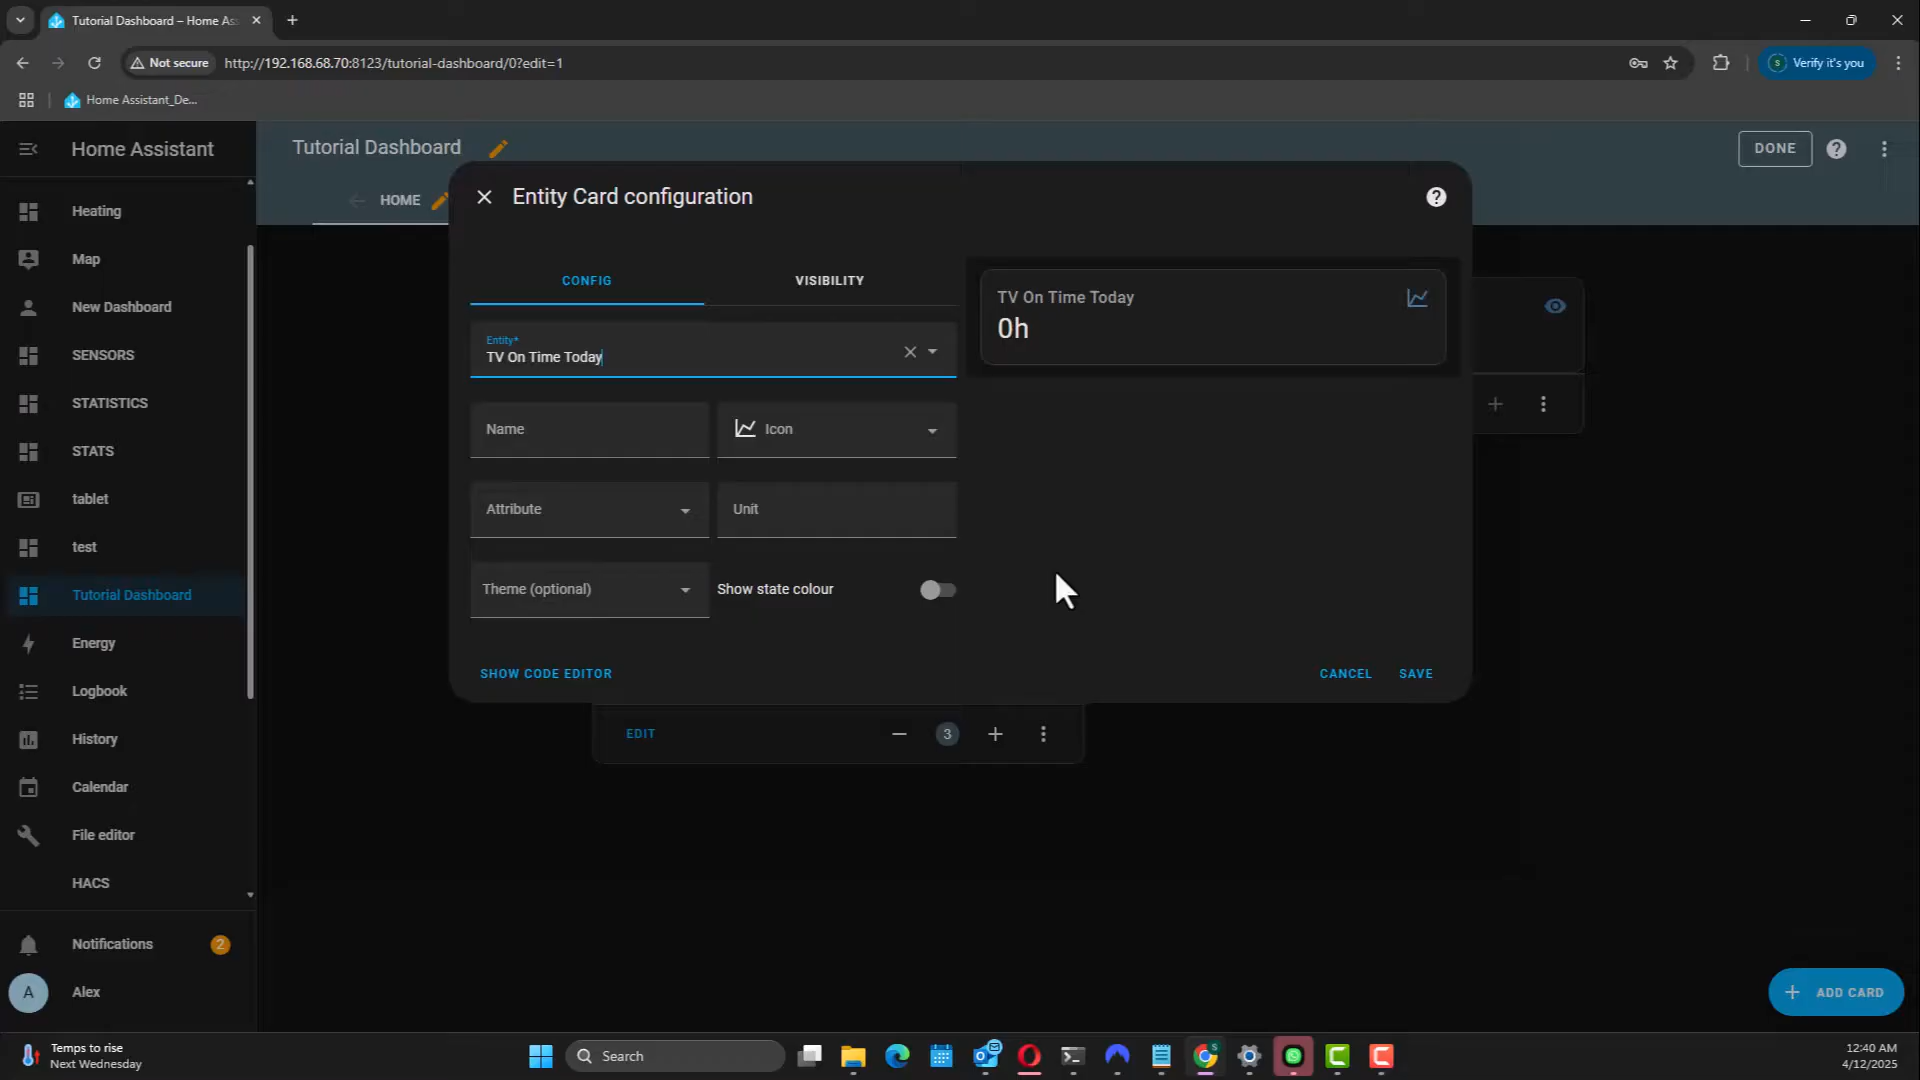 Tutorial Dashboard – Home As
Not secure
http://192.168.68.70:8123/tutorial-dashboard/0?edit=1
S
Verify it's you
Home Assistant_De...
Home Assistant
Tutorial Dashboard
DONE
HOME
Entity Card configuration
Heating
Map
New Dashboard
SENSORS
STATISTICS
STATS
tablet
test
Tutorial Dashboard
Energy
Logbook
History
Calendar
File editor
HACS
Notifications
2
A
Alex
CONFIG
VISIBILITY
Entity*
TV On Time Today
Name
Icon
Attribute
Unit
Theme (optional)
Show state colour
SHOW CODE EDITOR
CANCEL
SAVE
TV On Time Today
0h
EDIT
3
ADD CARD
Temps to rise
Next Wednesday
Search
12:40 AM
4/12/2025